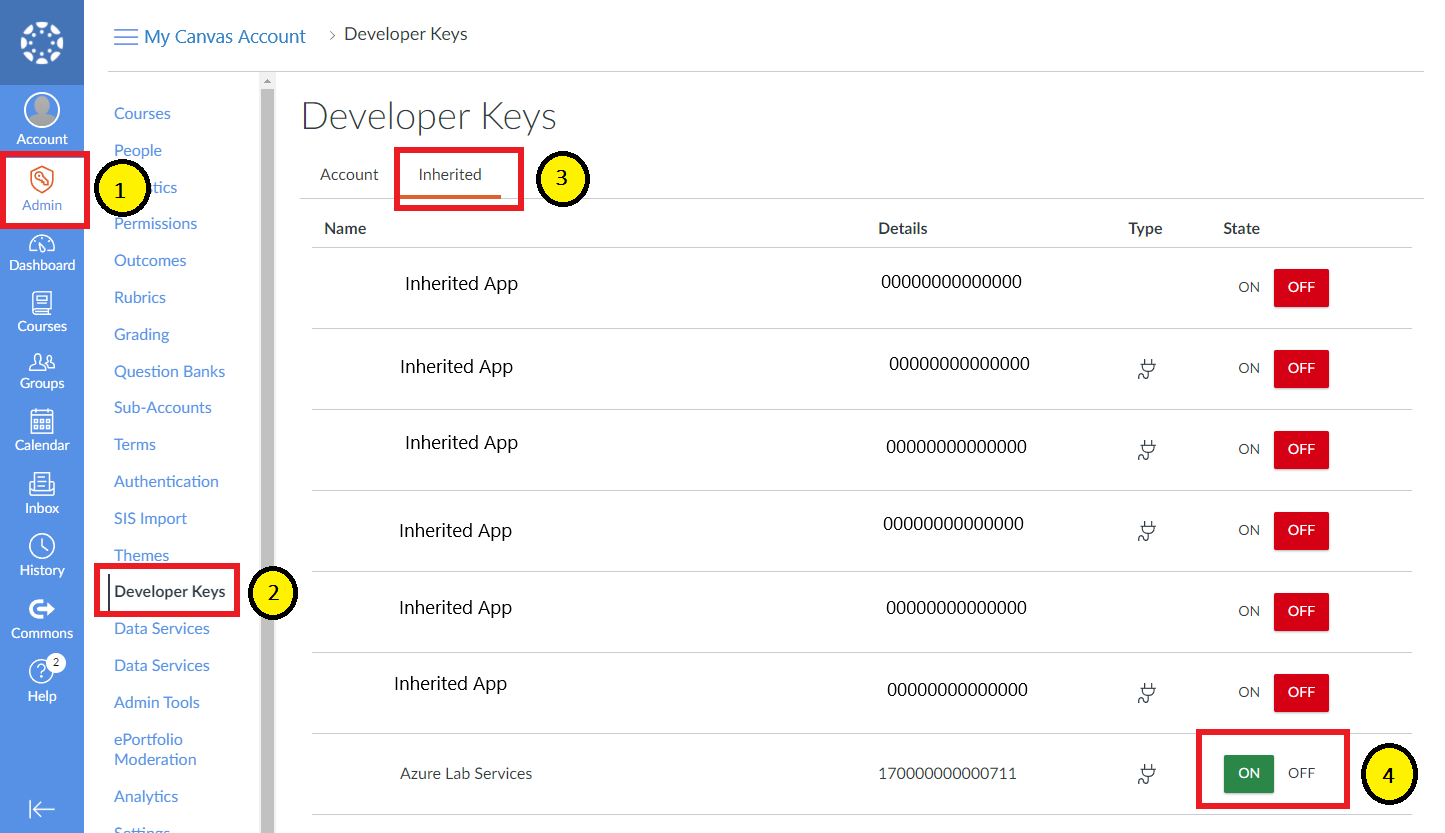 My Canvas Account
Developer Keys
Account
Admin
Dashboard
Courses
Groups
Calendar
Inbox
History
Commons
2
Help
1
Courses
People
Permissions
Outcomes
Rubrics
Grading
Question Banks
Sub-Accounts
Terms
Authentication
SIS Import
Themes
Developer Keys
2
Data Services
Data Services
Admin Tools
ePortfolio
Moderation
Analytics
Settings
Developer Keys
Account Inherited
3
Name Details Type State
Inherited App 00000000000000 ON OFF
Inherited App 00000000000000 ON OFF
Inherited App 00000000000000 ON OFF
Inherited App 00000000000000 ON OFF
Inherited App 00000000000000 ON OFF
Inherited App 00000000000000 ON OFF
Azure Lab Services 170000000000711 ON OFF
4